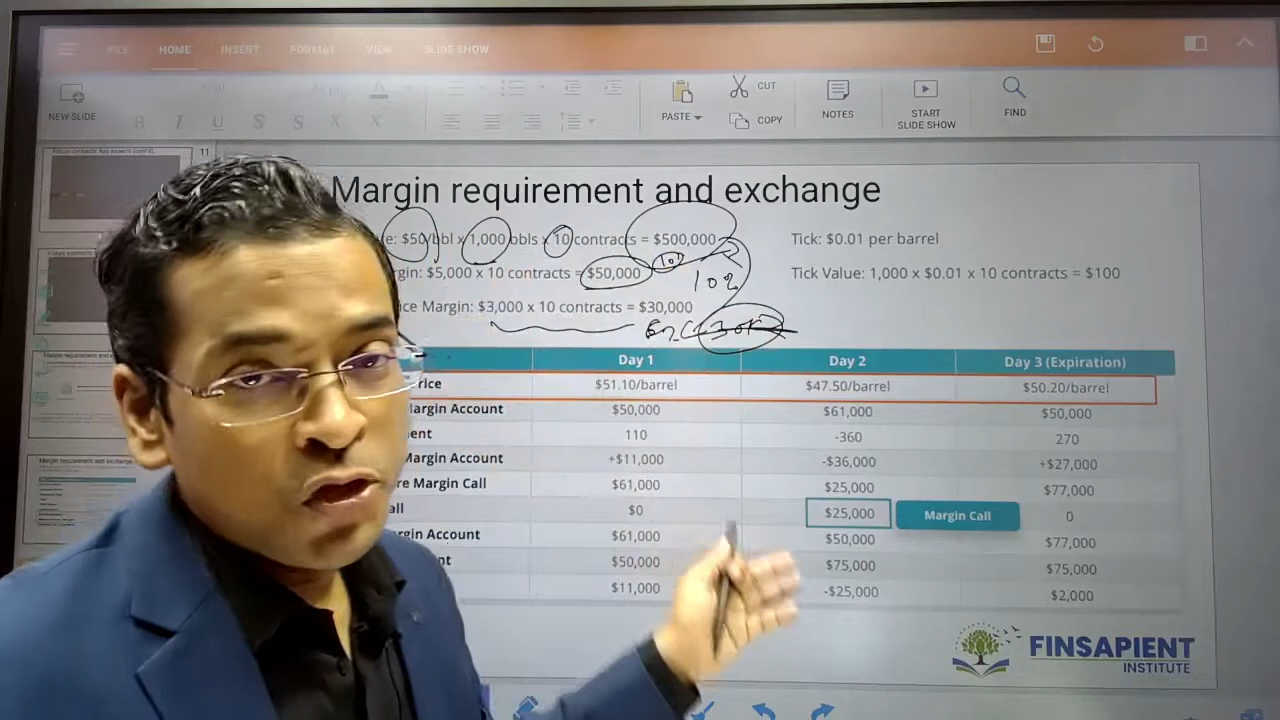 FILE HOME INSERT FORMAT VIEW SLIDE SHOW
NEW SLIDE
B I U S S X X
PASTE
CUT
COPY
NOTES
START
SLIDE SHOW
FIND
11
Margin requirement and exchange
$50/bbl x 1,000 bbls x 10 contracts = $500,000
Tick: $0.01 per barrel
$5,000 x 10 contracts = $50,000
10%
10%
Tick Value: 1,000 x $0.01 x 10 contracts = $100
Margin: $3,000 x 10 contracts = $30,000
30K
Day 1 Day 2 Day 3 (Expiration)
$51.10/barrel $47.50/barrel $50.20/barrel
Margin Account $50,000 $61,000 $50,000
110 -360 270
Margin Account +$11,000 -$36,000 +$27,000
Margin Call $61,000 $25,000 $77,000
$0 $25,000 Margin Call 0
Account $61,000 $50,000 $77,000
$50,000 $75,000 $75,000
$11,000 -$25,000 $2,000
FINSAPIENT
INSTITUTE